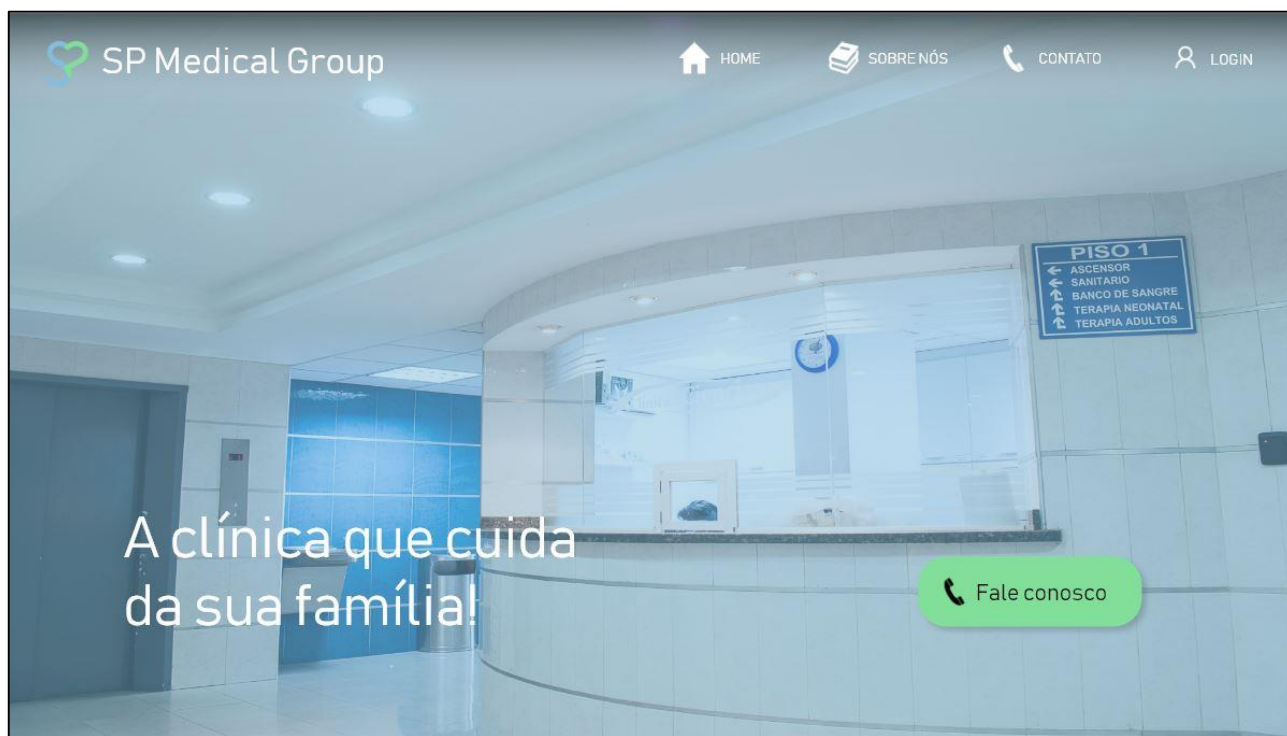 SP Medical Group
HOME
SOBRE NÓS
CONTATO
LOGIN
PISO 1
ASCENSOR
SANITARIO
BANCO DE SANGRE
TERAPIA NEONATAL
TERAPIA ADULTOS
A clínica que cuida
da sua família!
Fale conosco